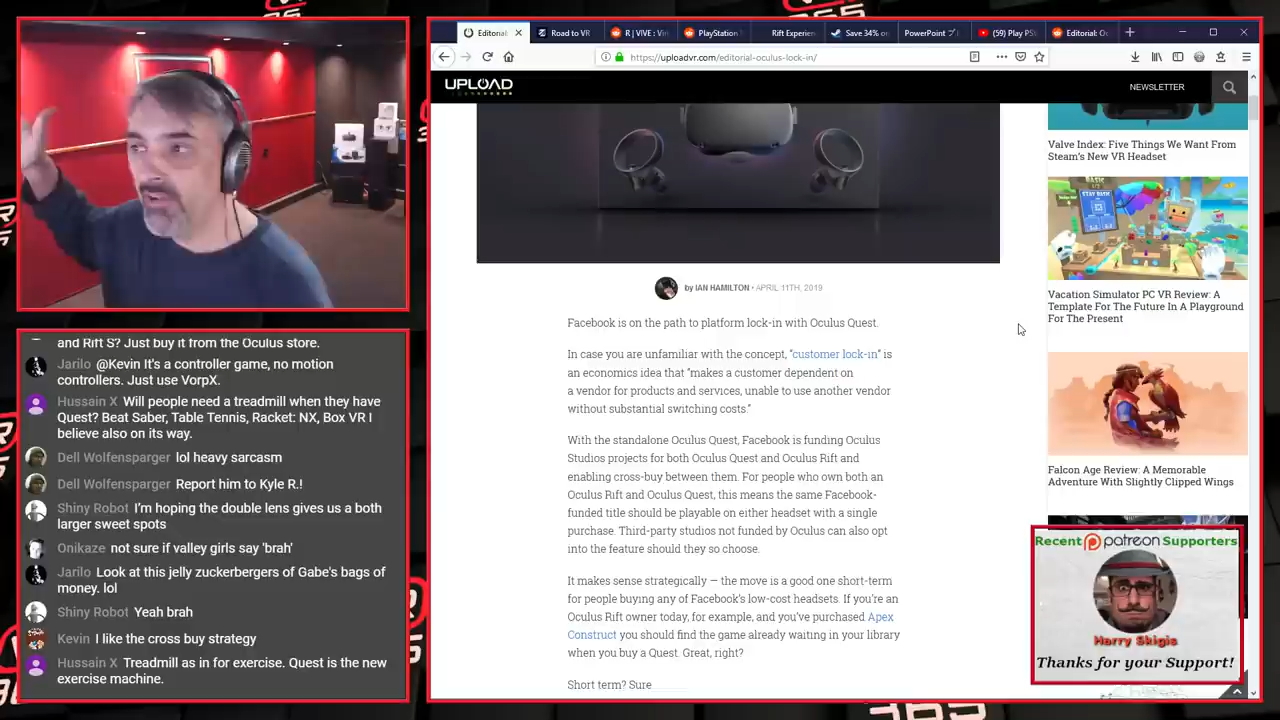 Editorial:
Road to VR
R | VIVE : Vir
PlayStation
Rift Experien
Save 34% o
PowerPoint プ
(59) Play PS
Editorial: Oc
https://uploadvr.com/editorial-oculus-lock-in/
UPLOAD
NEWSLETTER
by IAN HAMILTON • APRIL 11TH, 2019
Facebook is on the path to platform lock-in with Oculus Quest.
In case you are unfamiliar with the concept, “customer lock-in” is
an economics idea that “makes a customer dependent on
a vendor for products and services, unable to use another vendor
without substantial switching costs.”
With the standalone Oculus Quest, Facebook is funding Oculus
Studios projects for both Oculus Quest and Oculus Rift and
enabling cross-buy between them. For people who own both an
Oculus Rift and Oculus Quest, this means the same Facebook-
funded title should be playable on either headset with a single
purchase. Third-party studios not funded by Oculus can also opt
into the feature should they so choose.
It makes sense strategically — the move is a good one short-term
for people buying any of Facebook's low-cost headsets. If you're an
Oculus Rift owner today, for example, and you've purchased Apex
Construct you should find the game already waiting in your library
when you buy a Quest. Great, right?
Short term? Sure
Valve Index: Five Things We Want From
Steam's New VR Headset
Vacation Simulator PC VR Review: A
Template For The Future In A Playground
For The Present
Falcon Age Review: A Memorable
Adventure With Slightly Clipped Wings
Recent patreon Supporters
Harry Skigis
Thanks for your Support!
and Rift S? Just buy it from the Oculus store.
Jarilo @Kevin It's a controller game, no motion
controllers. Just use VorpX.
Hussain X Will people need a treadmill when they have
Quest? Beat Saber, Table Tennis, Racket: NX, Box VR I
believe also on its way.
Dell Wolfensparger lol heavy sarcasm
Dell Wolfensparger Report him to Kyle R.!
Shiny Robot I'm hoping the double lens gives us a both
larger sweet spots
Onikaze not sure if valley girls say 'brah'
Jarilo Look at this jelly zuckerbergers of Gabe's bags of
money. lol
Shiny Robot Yeah brah
Kevin I like the cross buy strategy
Hussain X Treadmill as in for exercise. Quest is the new
exercise machine.